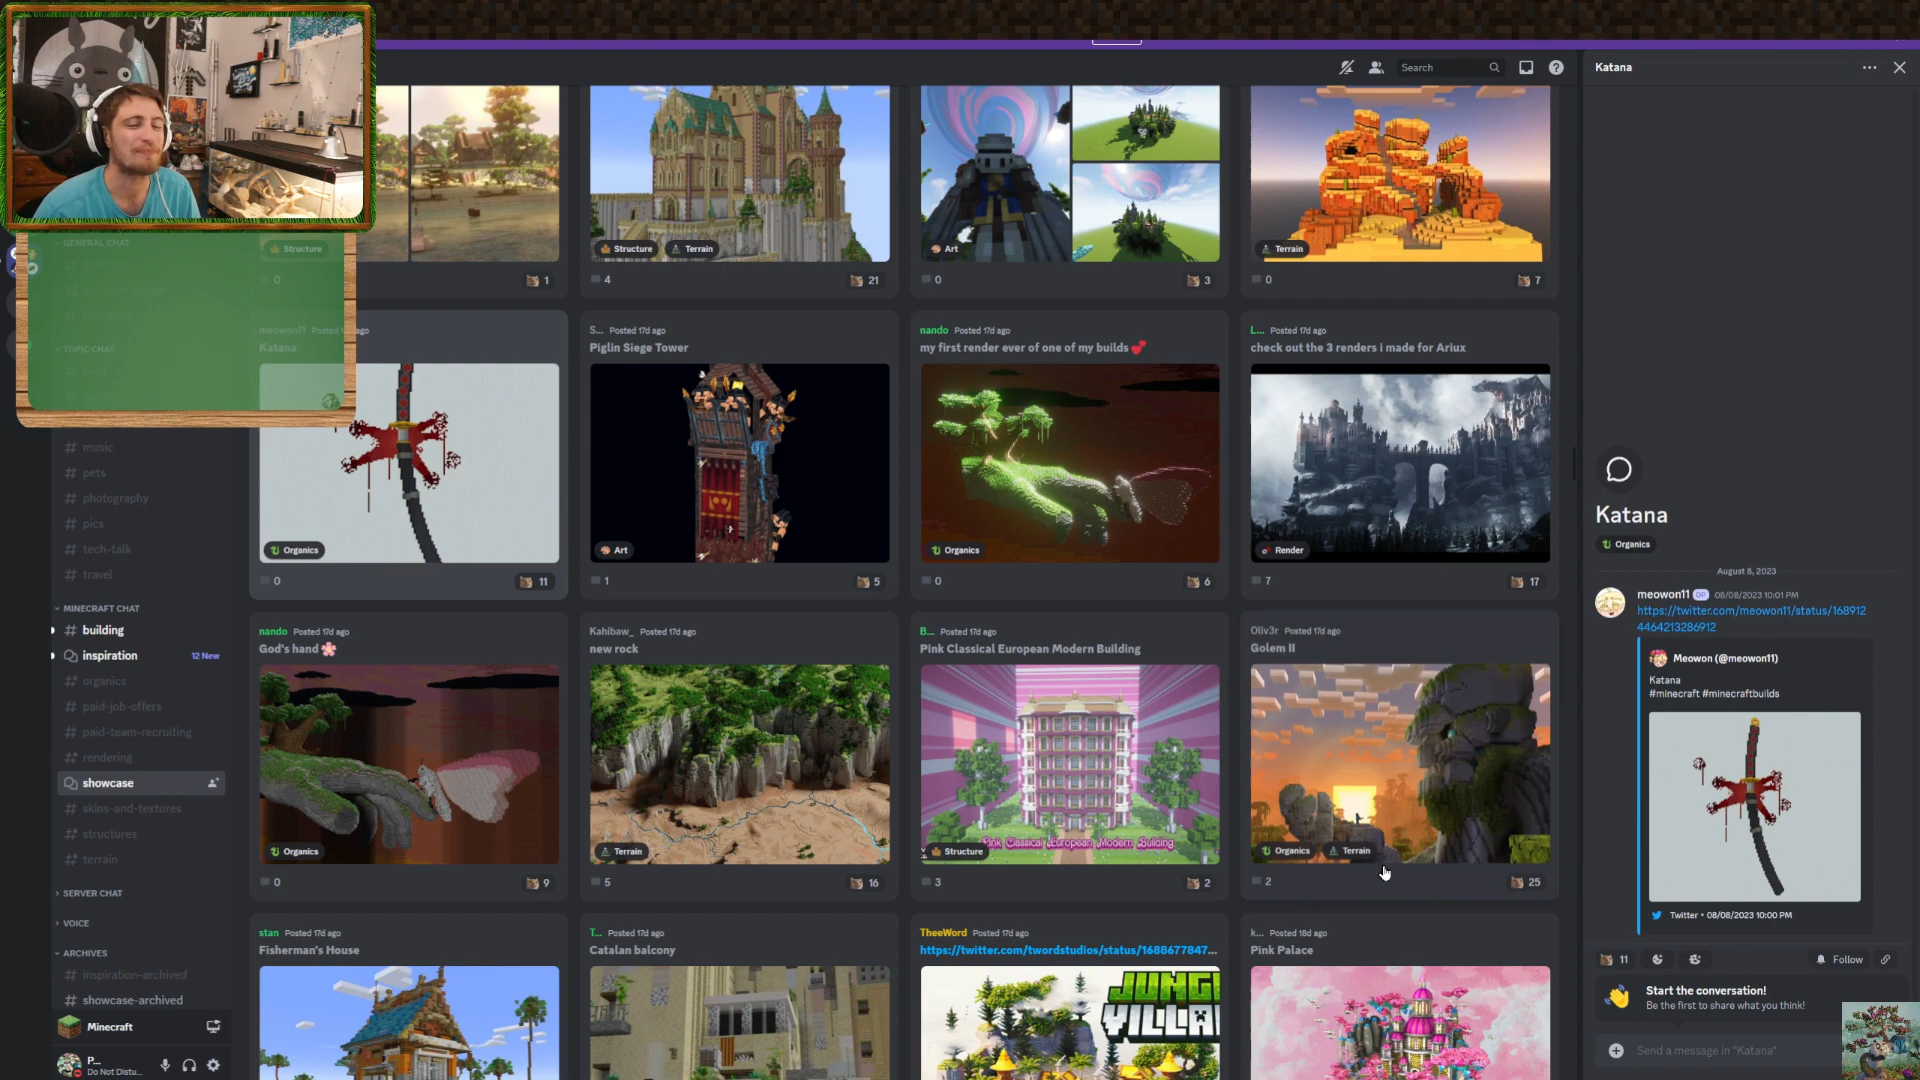 Search
Katana
Structure
0
1
Structure
Terrain
4
21
Art
0
3
Terrain
0
7
GENERAL CHAT
TOPIC CHAT
music
pets
photography
pics
tech-talk
travel
MINECRAFT CHAT
building
inspiration
12 New
organics
paid-job-offers
paid-team-recruiting
rendering
showcase
skins-and-textures
structures
terrain
SERVER CHAT
VOICE
ARCHIVES
inspiration-archived
showcase-archived
Minecraft
P...
Do Not Distu...
meowon11 Posted 17d ago
Katana
Organics
0
11
S... Posted 17d ago
Piglin Siege Tower
Art
1
5
nando Posted 17d ago
my first render ever of one of my builds 💕
Organics
0
6
L... Posted 17d ago
check out the 3 renders i made for Ariux
Render
7
17
nando Posted 17d ago
God's hand 🌸
Organics
0
9
Kahibaw_ Posted 17d ago
new rock
Terrain
5
16
B... Posted 17d ago
Pink Classical European Modern Building
Pink Classical European Modern Building
Structure
3
2
Oliv3r Posted 17d ago
Golem II
Organics
Terrain
2
25
stan Posted 17d ago
Fisherman's House
T... Posted 17d ago
Catalan balcony
TheeWord Posted 17d ago
https://twitter.com/twordstudios/status/1688677847...
k... Posted 18d ago
Pink Palace
Katana
Organics
August 8, 2023
meowon11 OP 08/08/2023 10:01 PM
https://twitter.com/meowon11/status/168912
4464213286912
Meowon (@meowon11)
Katana
#minecraft #minecraftbuilds
Twitter • 08/08/2023 10:00 PM
11
Follow
Start the conversation!
Be the first to share what you think!
Send a message in "Katana"